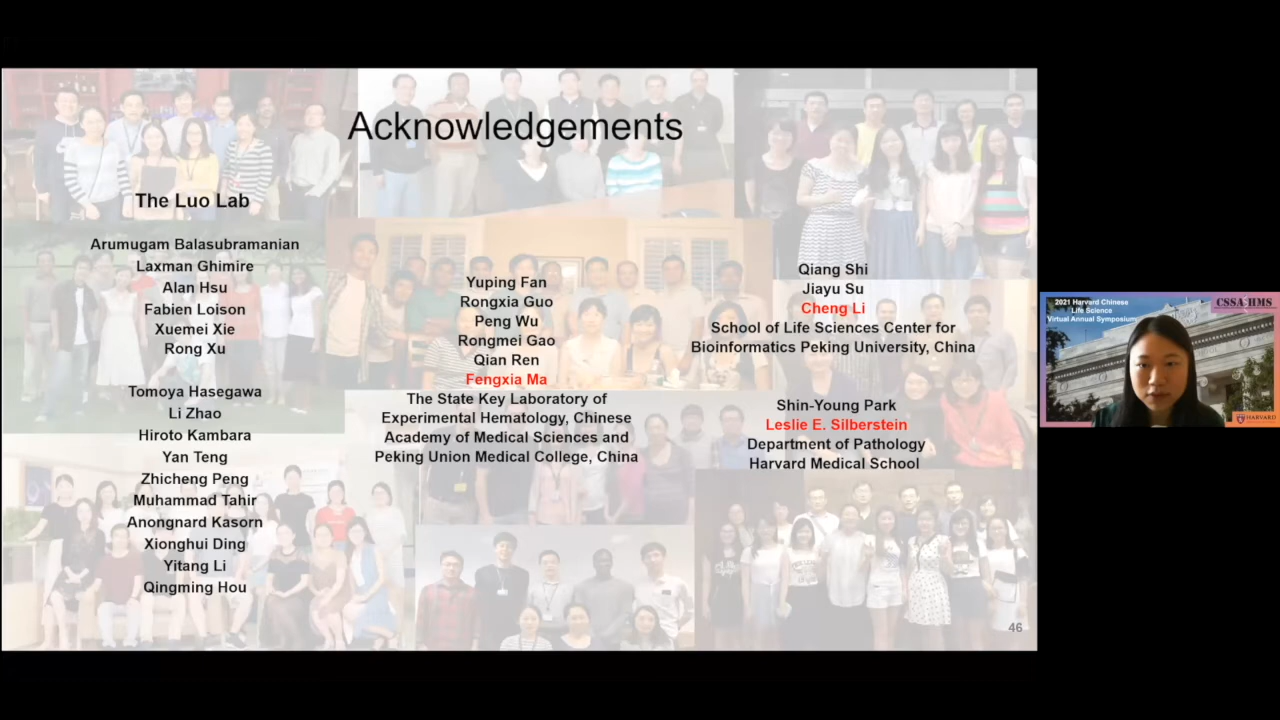 Acknowledgements
The Luo Lab
Arumugam Balasubramanian
Laxman Ghimire
Alan Hsu
Fabien Loison
Xuemei Xie
Rong Xu
Tomoya Hasegawa
Li Zhao
Hiroto Kambara
Yan Teng
Zhicheng Peng
Muhammad Tahir
Anongnard Kasorn
Xionghui Ding
Yitang Li
Qingming Hou
Yuping Fan
Rongxia Guo
Peng Wu
Rongmei Gao
Qian Ren
Fengxia Ma
The State Key Laboratory of
Experimental Hematology, Chinese
Academy of Medical Sciences and
Peking Union Medical College, China
Qiang Shi
Jiayu Su
Cheng Li
School of Life Sciences Center for
Bioinformatics Peking University, China
Shin-Young Park
Leslie E. Silberstein
Department of Pathology
Harvard Medical School
46
2021 Harvard Chinese
Life Science
Virtual Annual Symposium
CSSA HMS
HARVARD